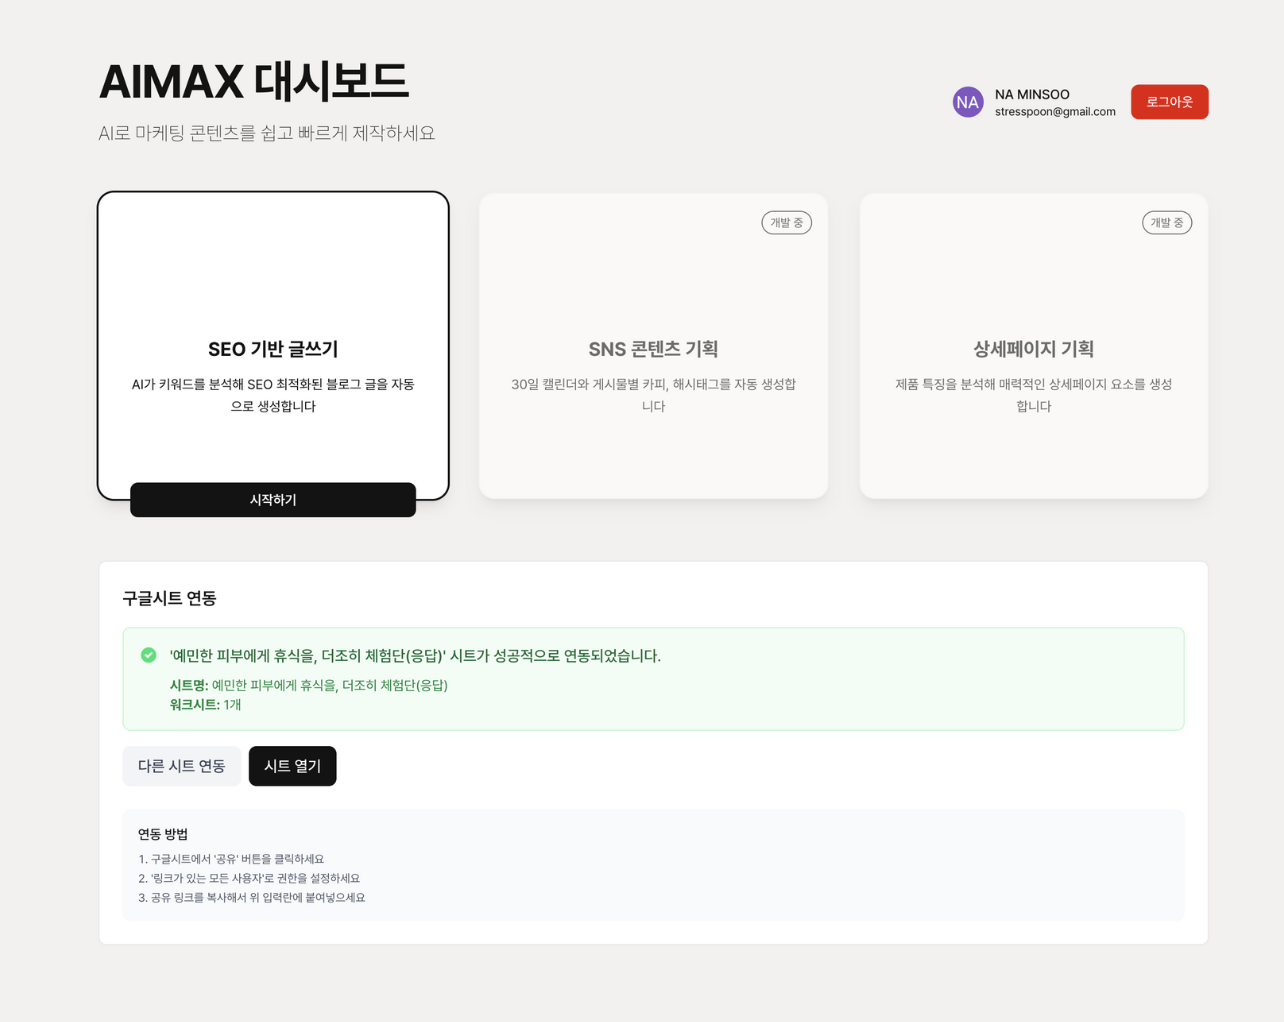 AIMAX 대시보드
AI로 마케팅 콘텐츠를 쉽고 빠르게 제작하세요
NA
NA MINSOO
stresspoon@gmail.com
로그아웃
SEO 기반 글쓰기
AI가 키워드를 분석해 SEO 최적화된 블로그 글을 자동
으로 생성합니다
시작하기
개발 중
SNS 콘텐츠 기획
30일 캘린더와 게시물별 카피, 해시태그를 자동 생성합
니다
개발 중
상세페이지 기획
제품 특징을 분석해 매력적인 상세페이지 요소를 생성
합니다
구글시트 연동
'예민한 피부에게 휴식을, 더조히 체험단(응답)' 시트가 성공적으로 연동되었습니다.
시트명: 예민한 피부에게 휴식을, 더조히 체험단(응답)
워크시트: 1개
다른 시트 연동
시트 열기
연동 방법
1. 구글시트에서 '공유' 버튼을 클릭하세요
2. '링크가 있는 모든 사용자'로 권한을 설정하세요
3. 공유 링크를 복사해서 위 입력란에 붙여넣으세요